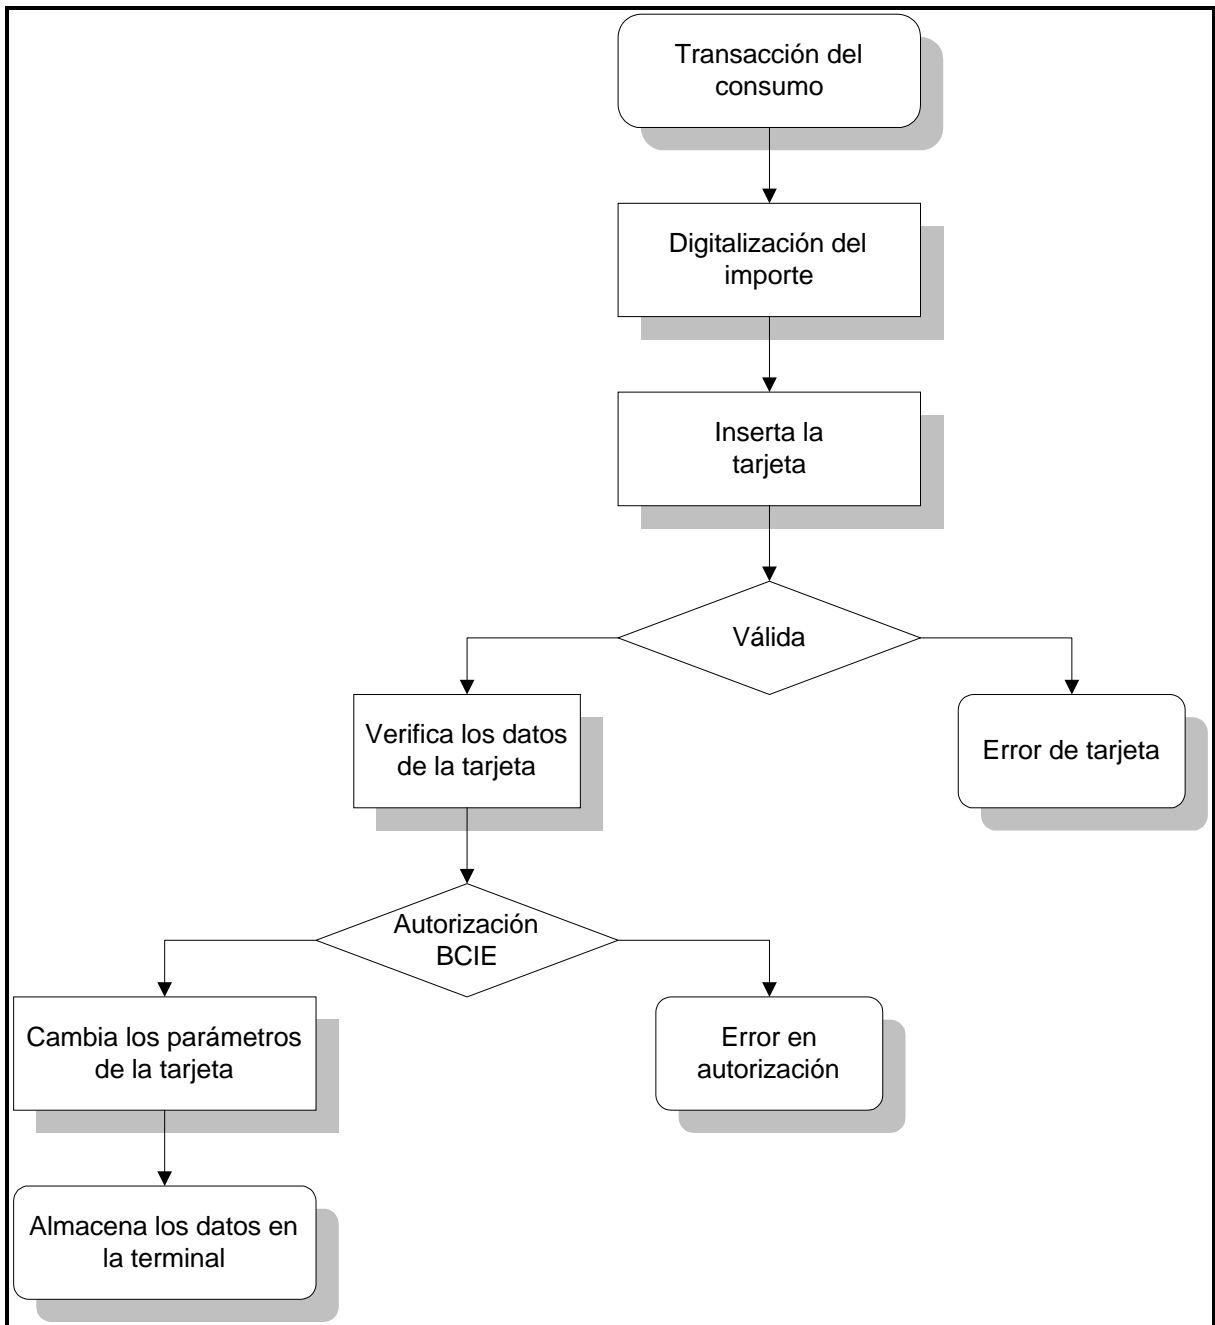 Transacción del
consumo
Digitalización del
importe
Inserta la
tarjeta
Válida
Verifica los datos
de la tarjeta
Error de tarjeta
Autorización
BCIE
Cambia los parámetros
de la tarjeta
Error en
autorización
Almacena los datos en
la terminal